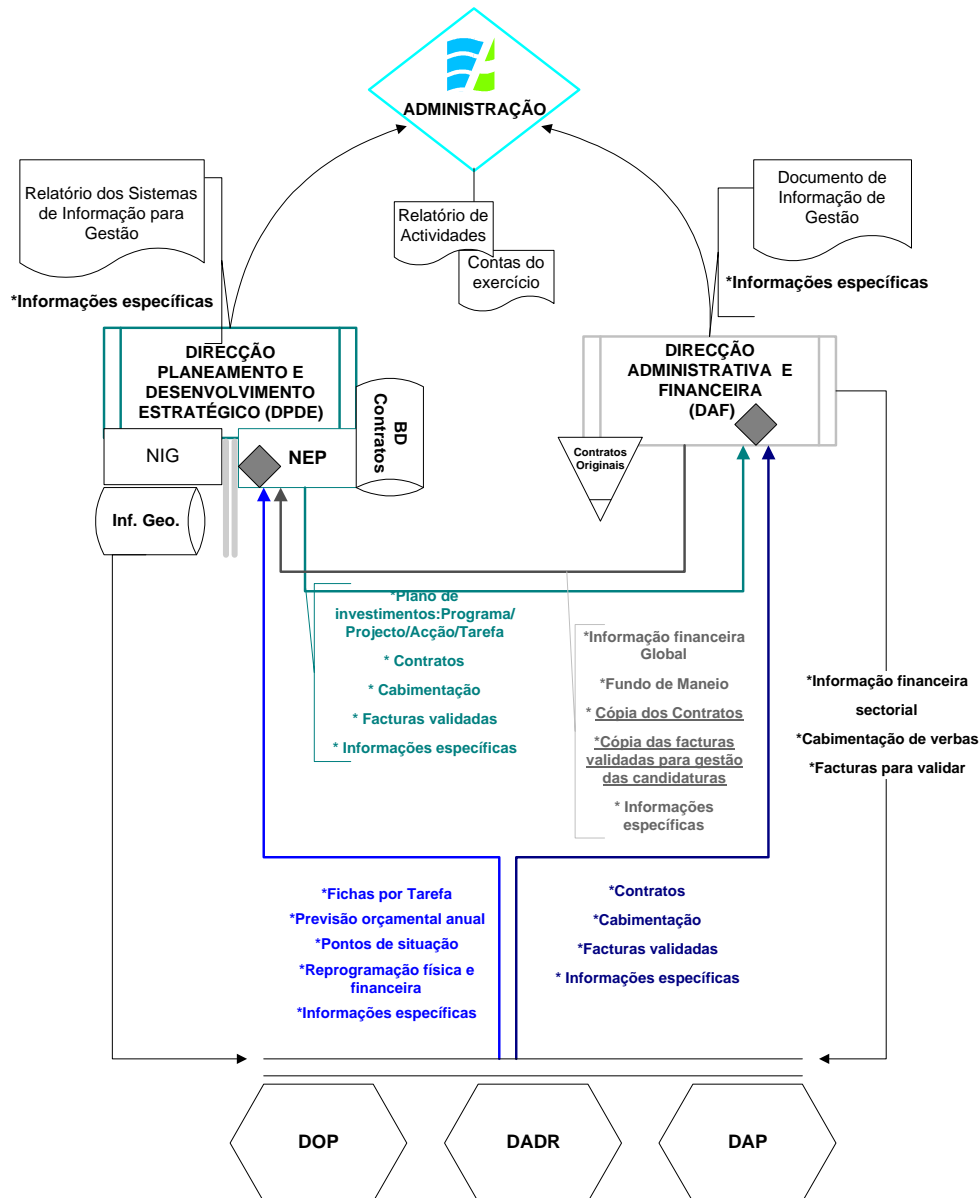 ADMINISTRAÇÃO
Relatório dos Sistemas
de Informação para
Gestão
*Informações específicas
Relatório de
Actividades
Contas do
exercício
Documento de
Informação de
Gestão
*Informações específicas
DIRECÇÃO
PLANEAMENTO E
DESENVOLVIMENTO
ESTRATÉGICO (DPDE)
NIG
NEP
BD
Contratos
Inf. Geo.
DIRECÇÃO
ADMINISTRATIVA E
FINANCEIRA
(DAF)
Contratos
Originais
*Plano de
investimentos:Programa/
Projecto/Acção/Tarefa
* Contratos
* Cabimentação
* Facturas validadas
* Informações específicas
*Informação financeira
Global
*Fundo de Maneio
* Cópia dos Contratos
*Cópia das facturas
validadas para gestão
das candidaturas
* Informações
específicas
*Informação financeira
sectorial
*Cabimentação de verbas
*Facturas para validar
*Fichas por Tarefa
*Previsão orçamental anual
*Pontos de situação
*Reprogramação física e
financeira
*Informações específicas
*Contratos
*Cabimentação
*Facturas validadas
* Informações específicas
DOP
DADR
DAP